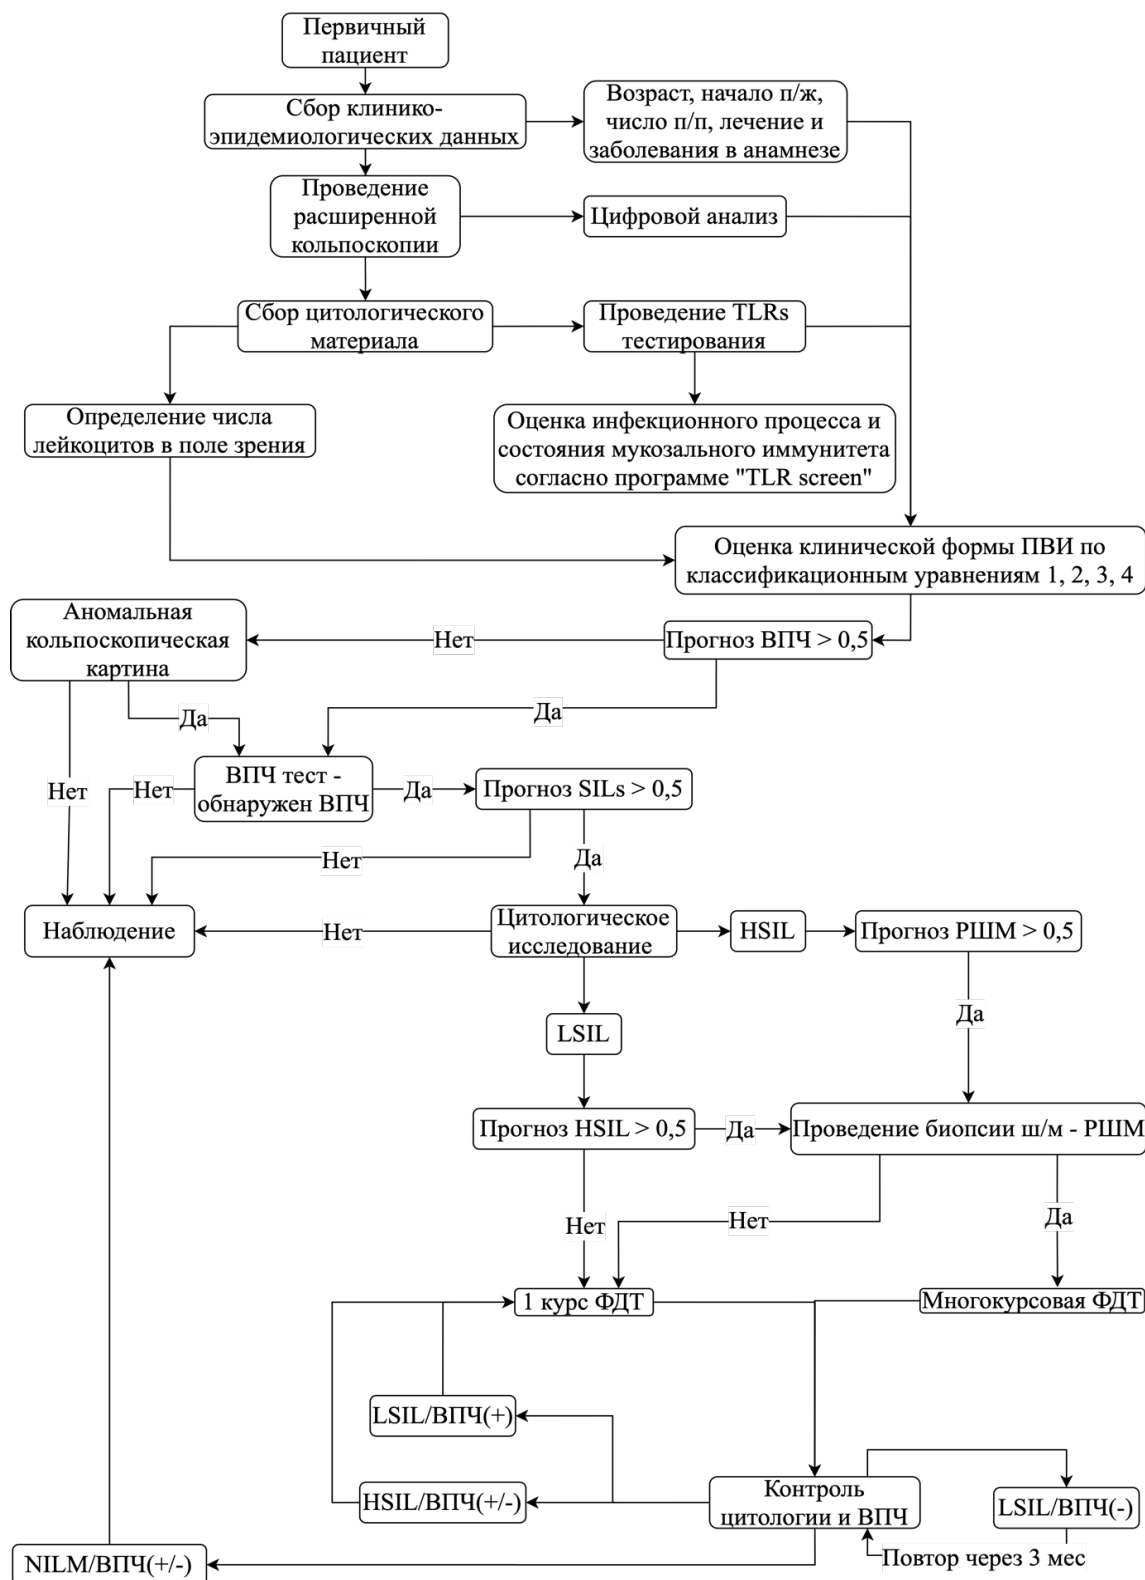 Первичный
пациент
Сбор клинико-
эпидемиологических данных
Возраст, начало п/ж,
число п/п, лечение и
заболевания в анамнезе
Проведение
расширенной
кольпоскопии
Цифровой анализ
Сбор цитологического
материала
Проведение TLRs
тестирования
Определение числа
лейкоцитов в поле зрения
Оценка инфекционного процесса и
состояния мукозального иммунитета
согласно программе "TLR screen"
Оценка клинической формы ПВИ по
классификационным уравнениям 1, 2, 3, 4
Аномальная
кольпоскопическая
картина
Нет
Прогноз ВПЧ > 0,5
Да
Да
Нет
Нет
ВПЧ тест -
обнаружен ВПЧ
Да
Прогноз SILs > 0,5
Нет
Да
Наблюдение
Нет
Цитологическое
исследование
HSIL
Прогноз РШМ > 0,5
Да
LSIL
Прогноз HSIL > 0,5
Да
Проведение биопсии ш/м - РШМ
Нет
Нет
Да
1 курс ФДТ
Многокурсовая ФДТ
LSIL/ВПЧ(+)
HSIL/ВПЧ(+/-)
Контроль
цитологии и ВПЧ
LSIL/ВПЧ(-)
Повтор через 3 мес
NILM/ВПЧ(+/-)